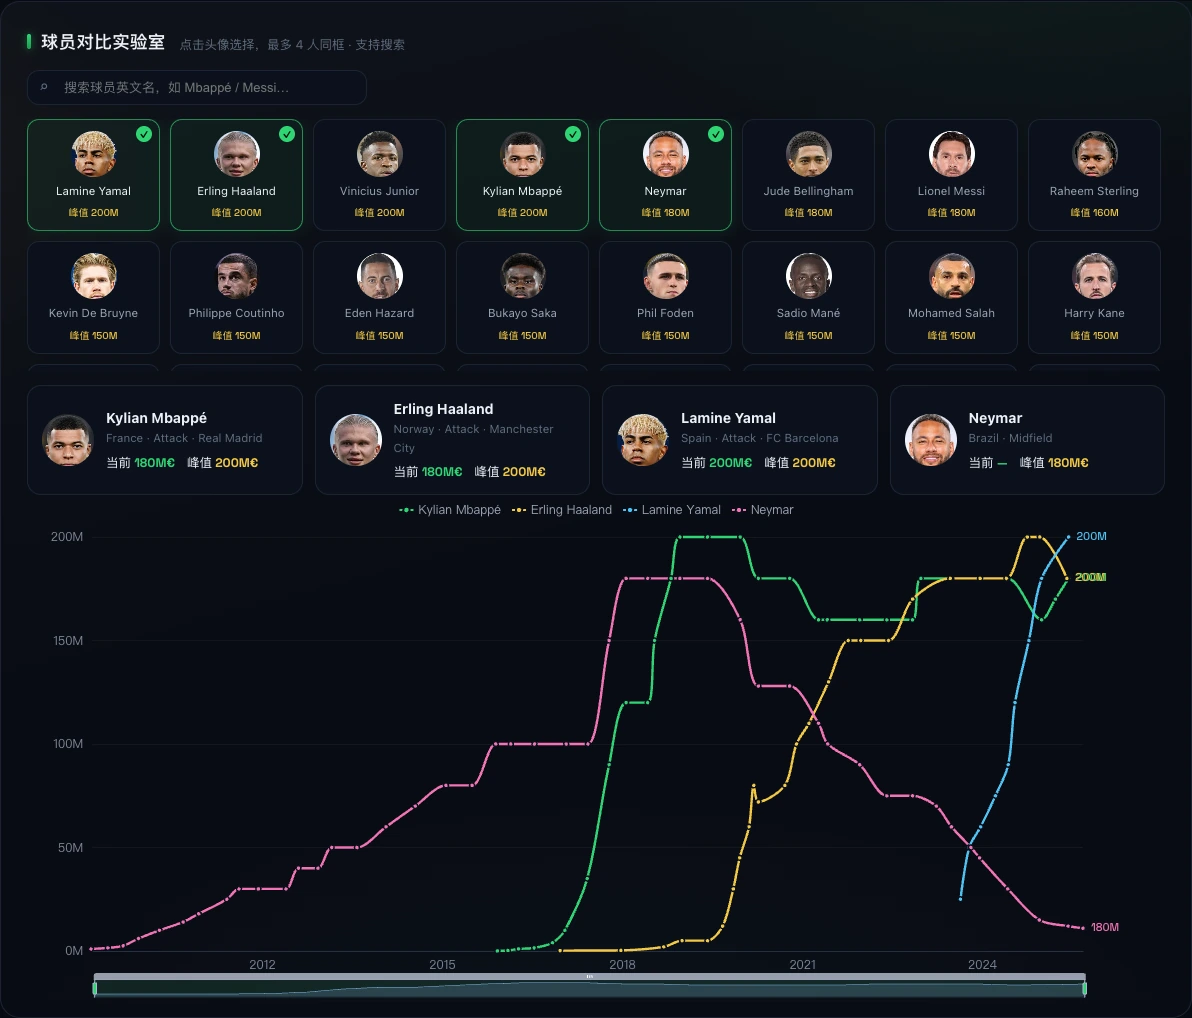 球员对比实验室 点击头像选择，最多 4 人同框 · 支持搜索
搜索球员英文名，如 Mbappé / Messi…
Lamine Yamal
峰值 200M
Erling Haaland
峰值 200M
Vinicius Junior
峰值 200M
Kylian Mbappé
峰值 200M
Neymar
峰值 180M
Jude Bellingham
峰值 180M
Lionel Messi
峰值 180M
Raheem Sterling
峰值 160M
Kevin De Bruyne
峰值 150M
Philippe Coutinho
峰值 150M
Eden Hazard
峰值 150M
Bukayo Saka
峰值 150M
Phil Foden
峰值 150M
Sadio Mané
峰值 150M
Mohamed Salah
峰值 150M
Harry Kane
峰值 150M
Kylian Mbappé
France · Attack · Real Madrid
当前 180M€ 峰值 200M€
Erling Haaland
Norway · Attack · Manchester
City
当前 180M€ 峰值 200M€
Lamine Yamal
Spain · Attack · FC Barcelona
当前 200M€ 峰值 200M€
Neymar
Brazil · Midfield
当前 — 峰值 180M€
Kylian Mbappé Erling Haaland Lamine Yamal Neymar
200M
200M
200M
200M
150M
100M
50M
180M
0M
2012 2015 2018 2021 2024